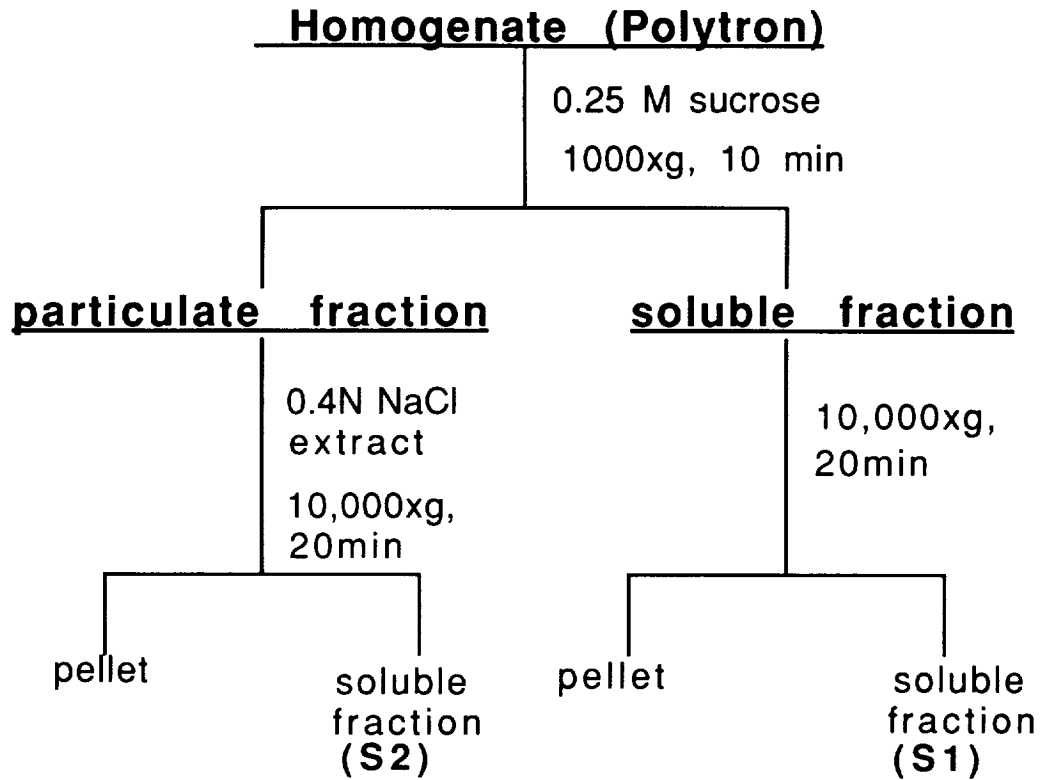 Homogenate (Polytron)
0.25 M sucrose
1000xg, 10 min
particulate fraction
soluble fraction
0.4N NaCl
extract
10,000xg,
20min
10,000xg,
20min
pellet
soluble
fraction
(S2)
pellet
soluble
fraction
(S1)